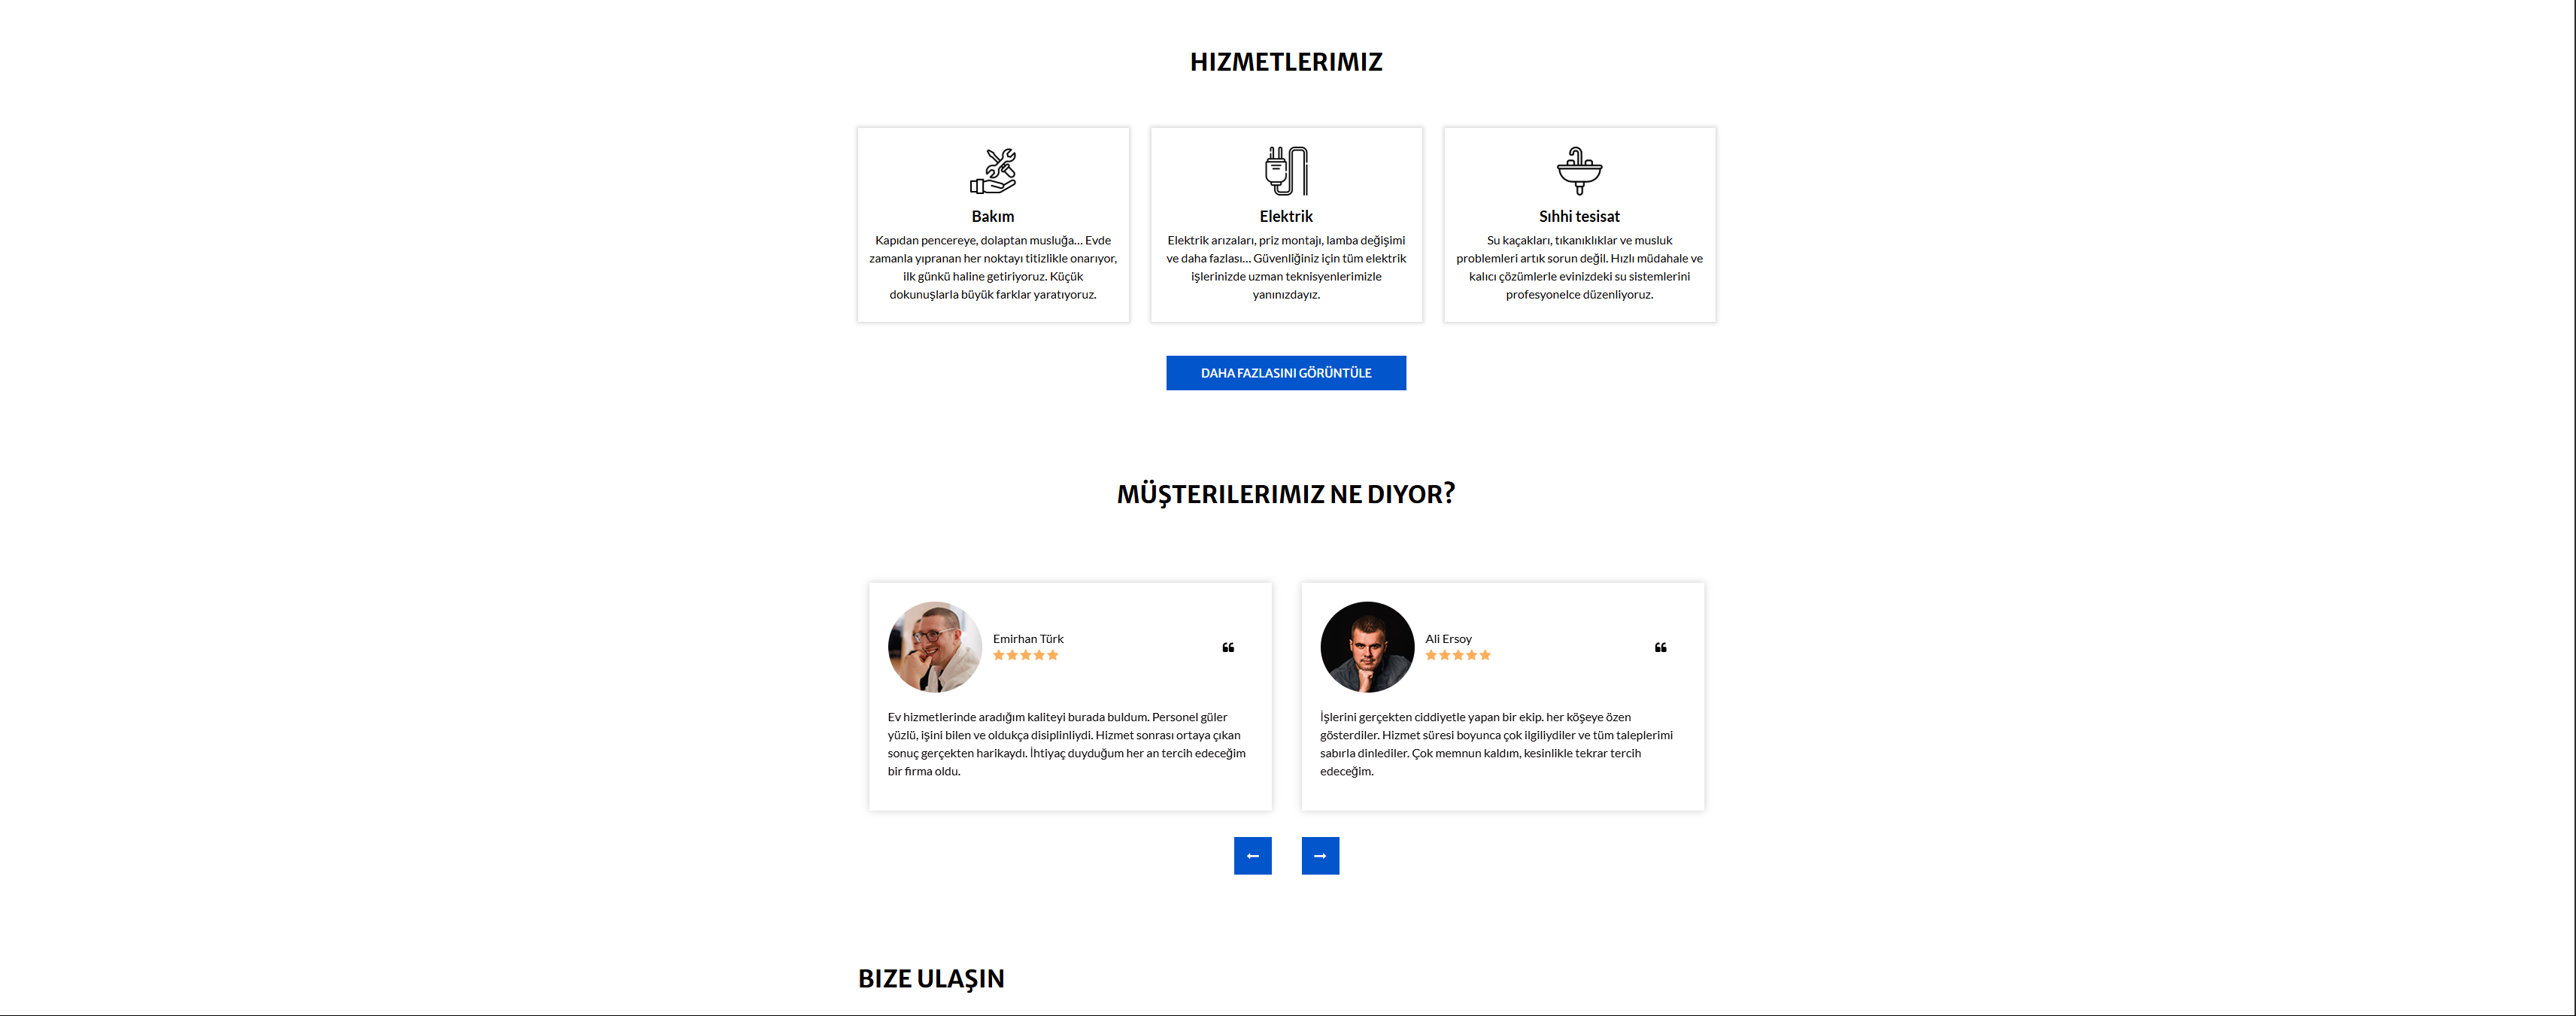 HIZMETLERIMIZ
Bakım
Kapıdan pencereye, dolaptan musluğa... Evde
zamanla yıpranan her noktayı titizlikle onarıyor,
ilk günkü haline getiriyoruz. Küçük
dokunuşlarla büyük farklar yaratıyoruz.
Elektrik
Elektrik arızaları, priz montajı, lamba değişimi
ve daha fazlası... Güvenliğiniz için tüm elektrik
işlerinizde uzman teknisyenlerimizle
yanınızdayız.
Sıhhi tesisat
Su kaçakları, tıkanıklıklar ve musluk
problemleri artık sorun değil. Hızlı müdahale ve
kalıcı çözümlerle evinizdeki su sistemlerini
profesyonelce düzenliyoruz.
DAHA FAZLASINI GÖRÜNTÜLE
MÜŞTERILERIMIZ NE DIYOR?
Emirhan Türk
Ev hizmetlerinde aradığım kaliteyi burada buldum. Personel güler
yüzlü, işini bilen ve oldukça disiplinliydi. Hizmet sonrası ortaya çıkan
sonuç gerçekten harikaydı. İhtiyaç duyduğum her an tercih edeceğim
bir firma oldu.
Ali Ersoy
İşlerini gerçekten ciddiyetle yapan bir ekip. her köşeye özen
gösterdiler. Hizmet süresi boyunca çok ilgiliydiler ve tüm taleplerimi
sabırla dinlediler. Çok memnun kaldım, kesinlikle tekrar tercih
edeceğim.
BIZE ULAŞIN